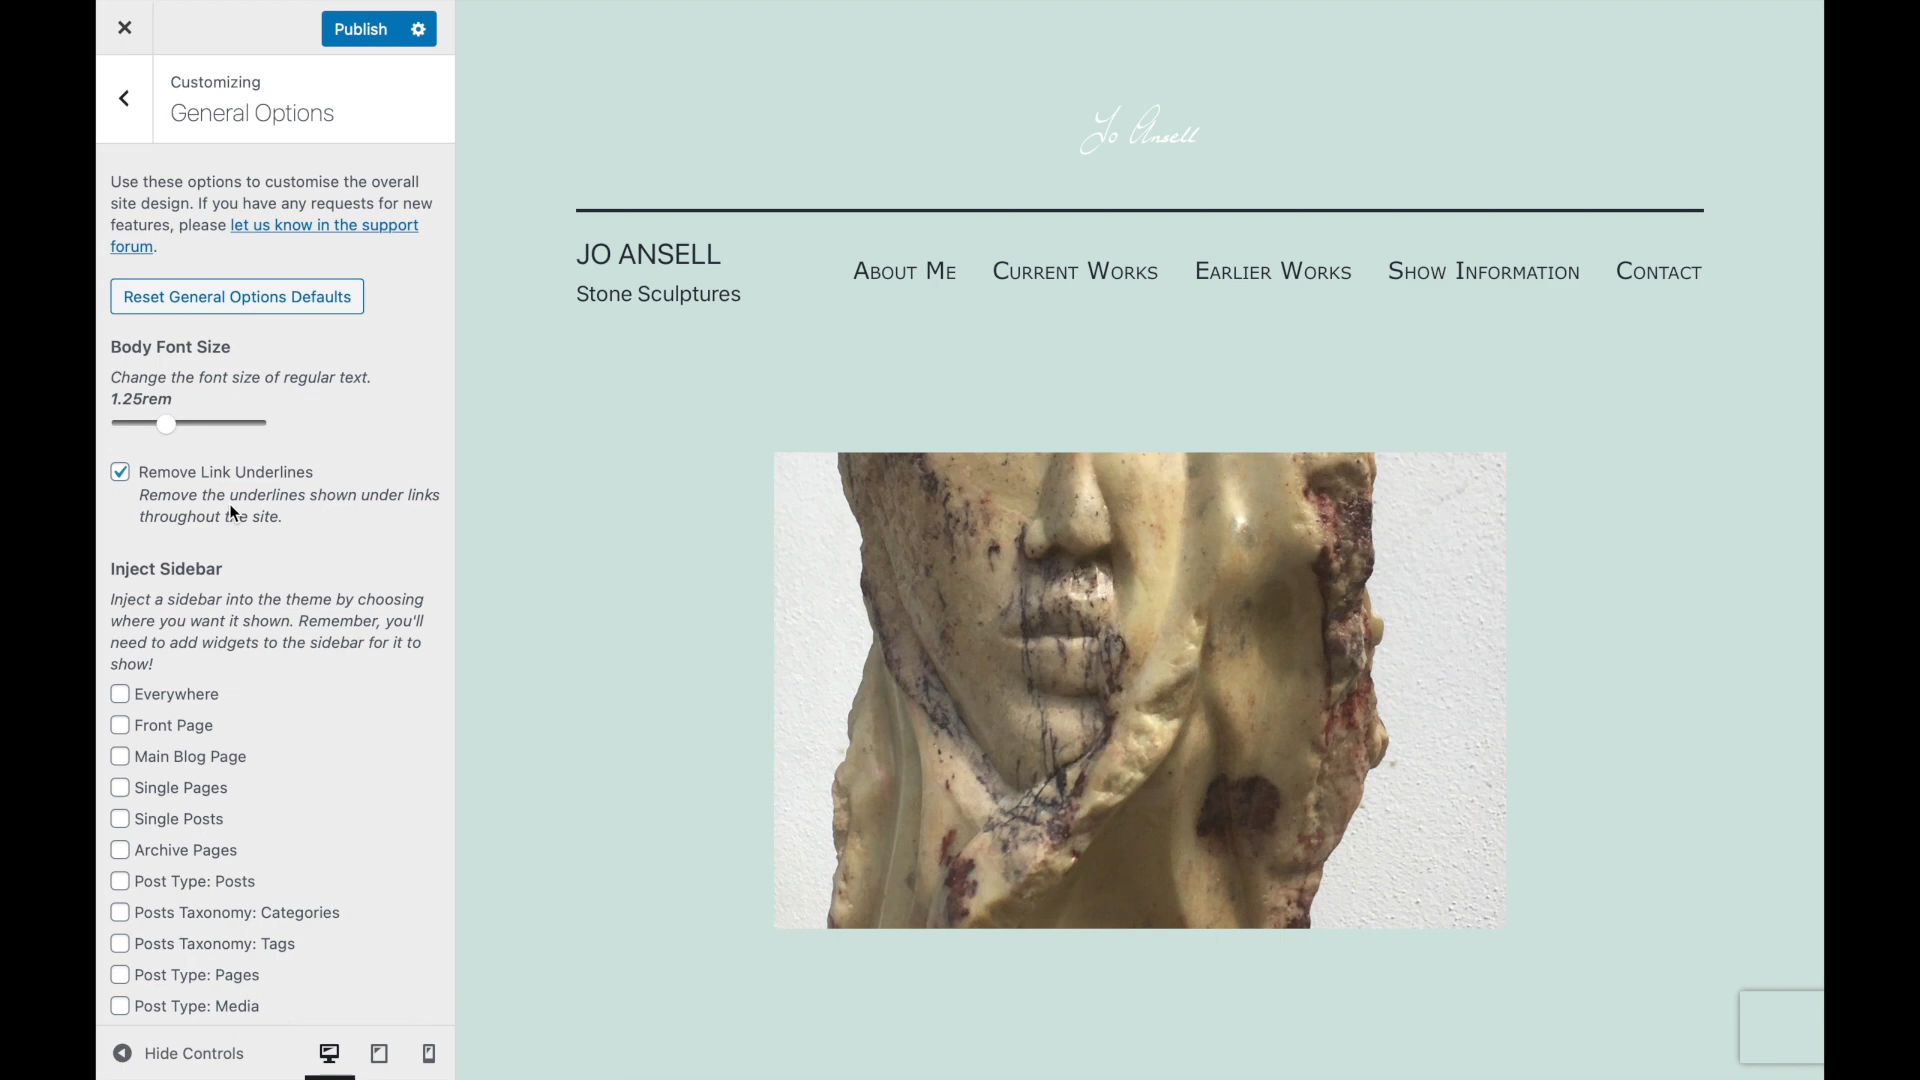 Publish
Customizing
General Options
Use these options to customise the overall
site design. If you have any requests for new
features, please let us know in the support
forum.
Reset General Options Defaults
Body Font Size
Change the font size of regular text.
1.25rem
Remove Link Underlines
Remove the underlines shown under links
throughout the site.
Inject Sidebar
Inject a sidebar into the theme by choosing
where you want it shown. Remember, you'll
need to add widgets to the sidebar for it to
show!
Everywhere
Front Page
Main Blog Page
Single Pages
Single Posts
Archive Pages
Post Type: Posts
Posts Taxonomy: Categories
Posts Taxonomy: Tags
Post Type: Pages
Post Type: Media
Hide Controls
Jo Ansell
JO ANSELL
Stone Sculptures
About Me Current Works Earlier Works Show Information Contact